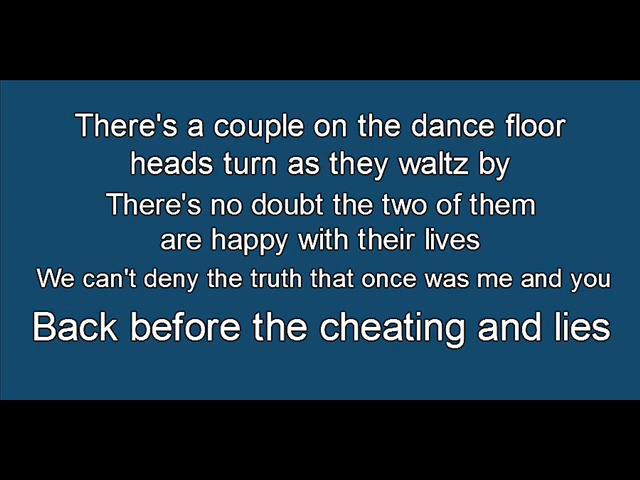 There's a couple on the dance floor
heads turn as they waltz by
There's no doubt the two of them
are happy with their lives
We can't deny the truth that once was me and you
Back before the cheating and lies